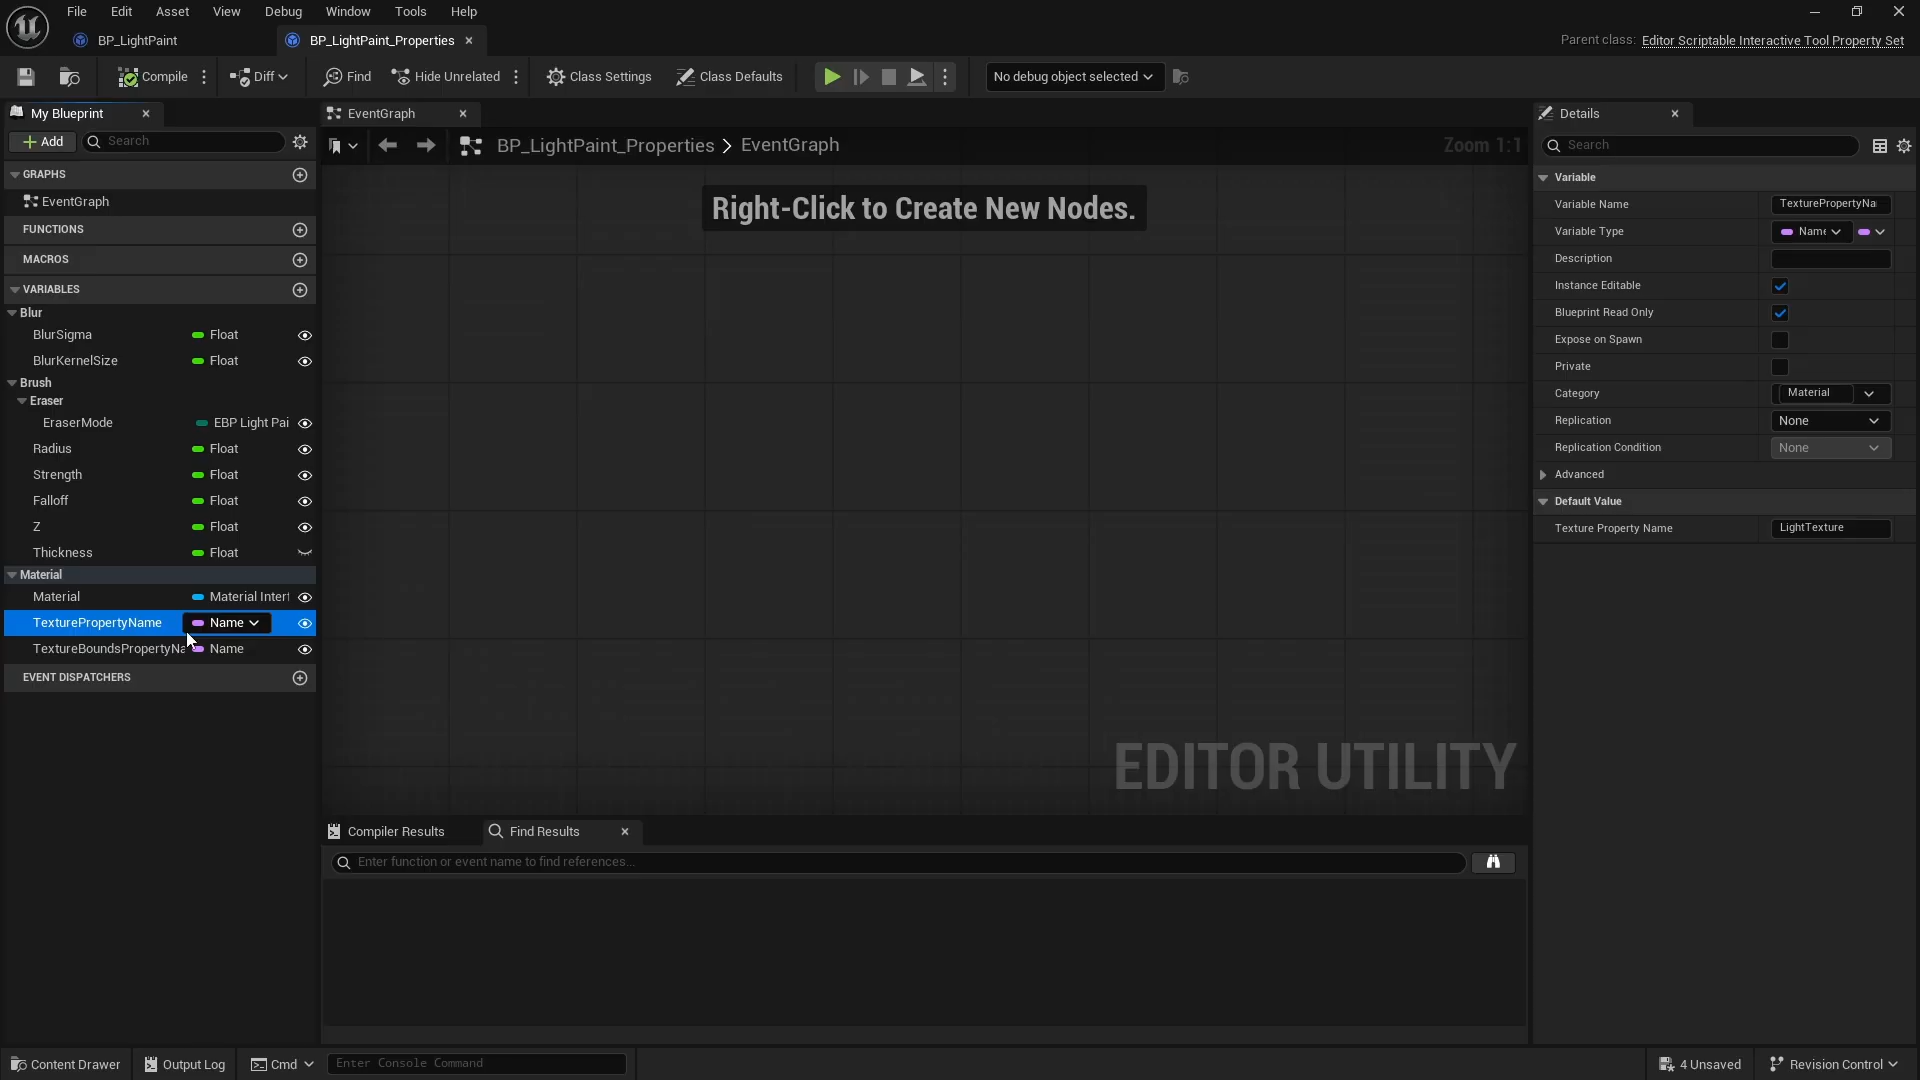 File Edit Asset View Debug Window Tools Help
BP_LightPaint BP_LightPaint_Properties
Parent class: Editor Scriptable Interactive Tool Property Set
Compile Diff Find Hide Unrelated Class Settings Class Defaults No debug object selected
My Blueprint EventGraph Details
Add Search BP_LightPaint_Properties > EventGraph Zoom 1:1 Search
Right-Click to Create New Nodes.
GRAPHS
EventGraph
FUNCTIONS
MACROS
VARIABLES
Blur
BlurSigma Float
BlurKernelSize Float
Brush
Eraser
EraserMode EBP Light Pai
Radius Float
Strength Float
Falloff Float
Z Float
Thickness Float
Material
Material Material Interf
TexturePropertyName Name
TextureBoundsPropertyNa Name
EVENT DISPATCHERS
EDITOR UTILITY
Compiler Results Find Results
Enter function or event name to find references...
Variable
Variable Name TexturePropertyNa
Variable Type Name
Description
Instance Editable
Blueprint Read Only
Expose on Spawn
Private
Category Material
Replication None
Replication Condition None
Advanced
Default Value
Texture Property Name LightTexture
Content Drawer Output Log Cmd Enter Console Command 4 Unsaved Revision Control